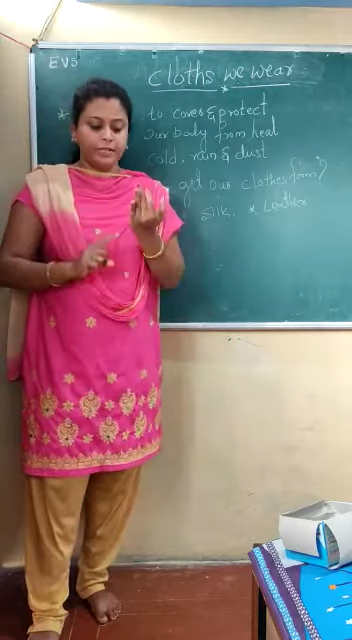 EVS
Cloths we wear
* to cover & protect
our body from heat
cold, rain & dust
get our clothes from?
silk. * Leather